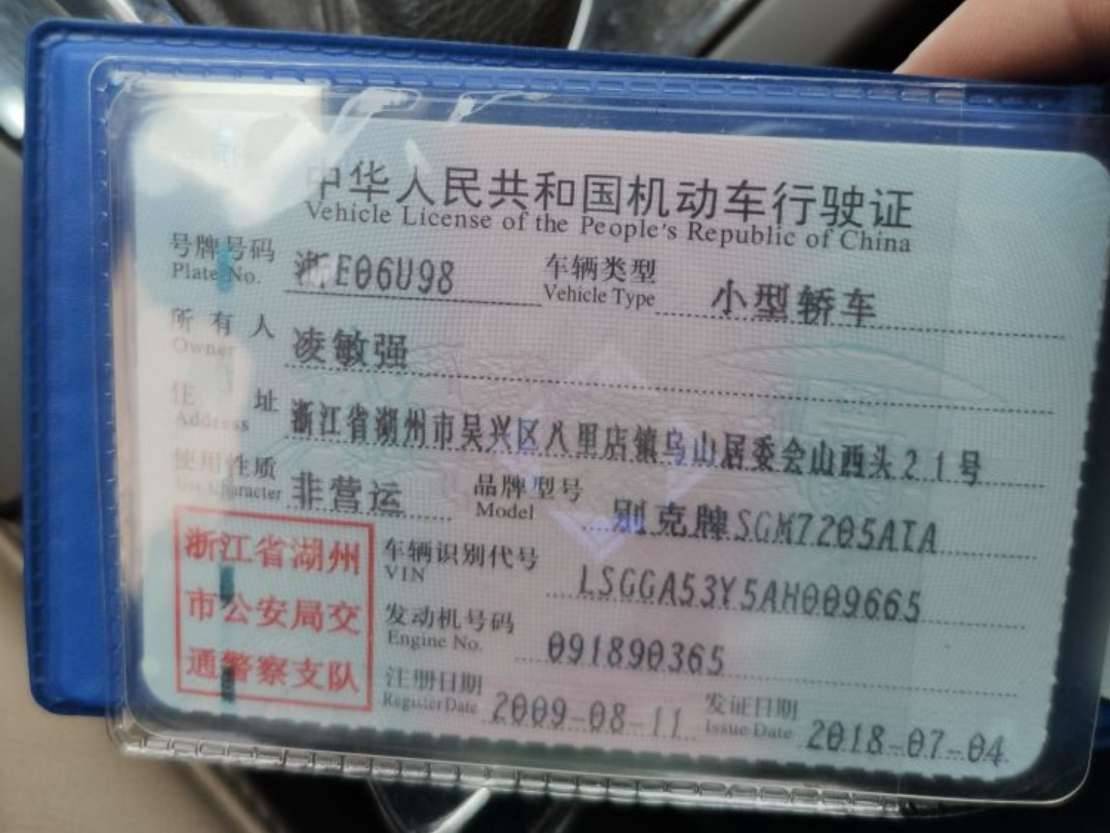 中华人民共和国机动车行驶证
Vehicle License of the People's Republic of China
号牌号码 浙E06U98 车辆类型 小型轿车
Plate No. Vehicle Type
所有人 凌敏强
Owner
住址 浙江省湖州市吴兴区八里店镇乌山居委会山西头21号
Address
使用性质 非营运 品牌型号 别克牌SGM7205ATA
Use Character Model
车辆识别代号 LSGGA53Y5AH009665
VIN
发动机号码 091890365
Engine No.
注册日期 2009-08-11 发证日期 2018-07-04
Register Date Issue Date
浙江省湖州
市公安局交
通警察支队